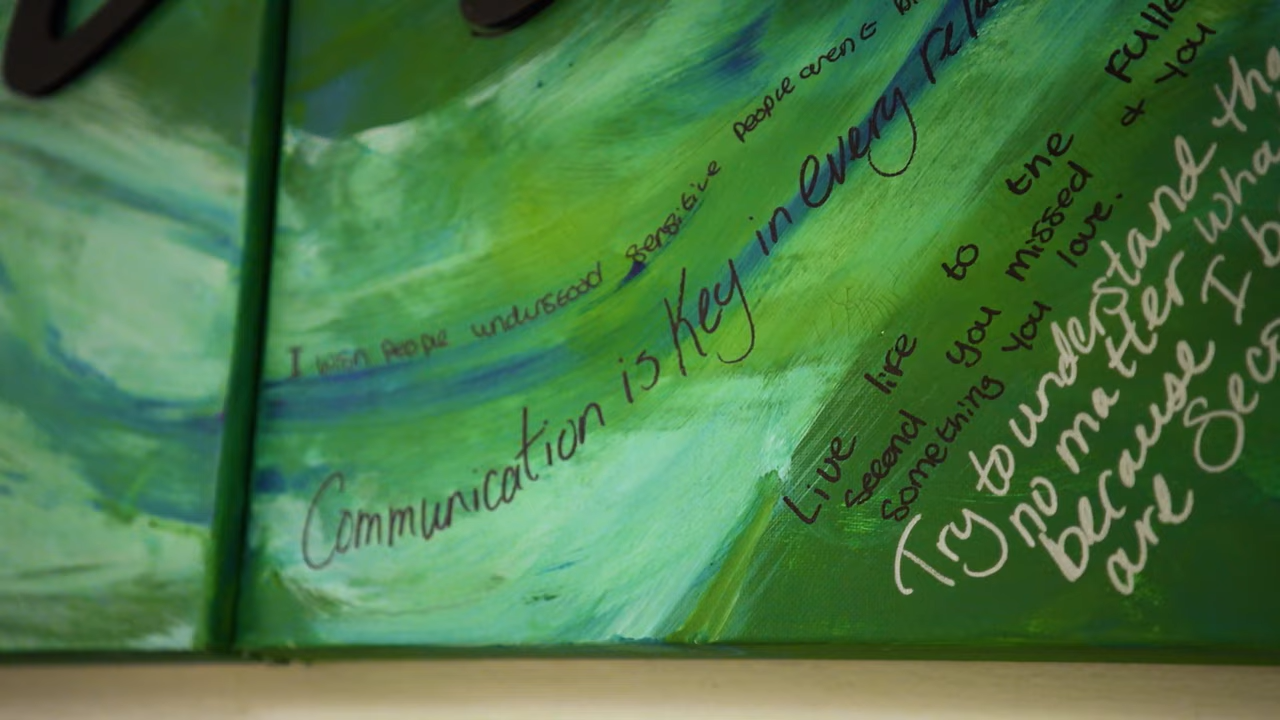 I wish people understood sensitive people aren't
Communication is Key in every rela
Live life to the Fulle
second you missed & you
something you love.
Try to understand the
no matter wha
because I b
are Seco